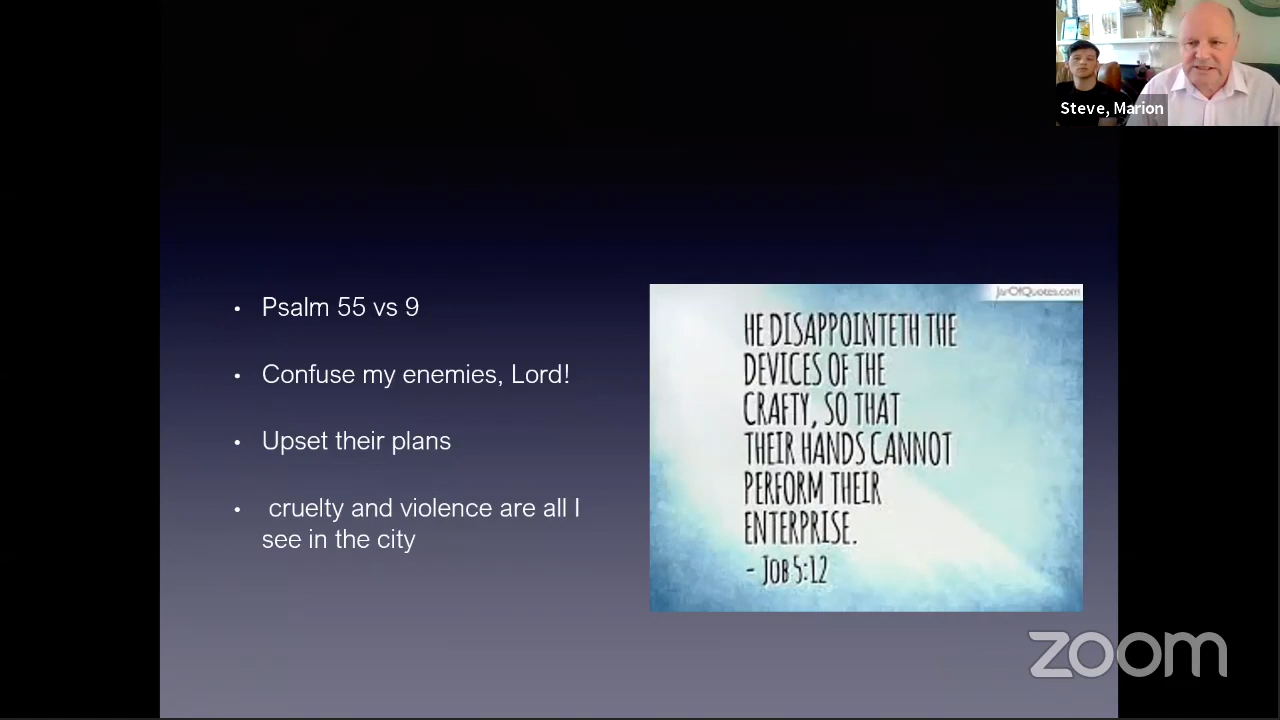 Steve, Marion
• Psalm 55 vs 9
• Confuse my enemies, Lord!
• Upset their plans
• cruelty and violence are all I
see in the city
JarOfQuotes.com
HE DISAPPOINTETH THE
DEVICES OF THE
CRAFTY, SO THAT
THEIR HANDS CANNOT
PERFORM THEIR
ENTERPRISE.
- JOB 5:12
zoom